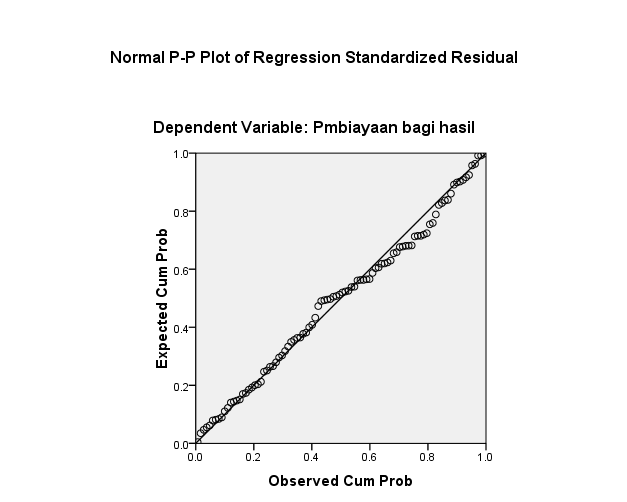 Normal P-P Plot of Regression Standardized Residual
Dependent Variable: Pmbiayaan bagi hasil
Expected Cum Prob
1.0
0.8
0.6
0.4
0.2
0.0
0.0 0.2 0.4 0.6 0.8 1.0
Observed Cum Prob